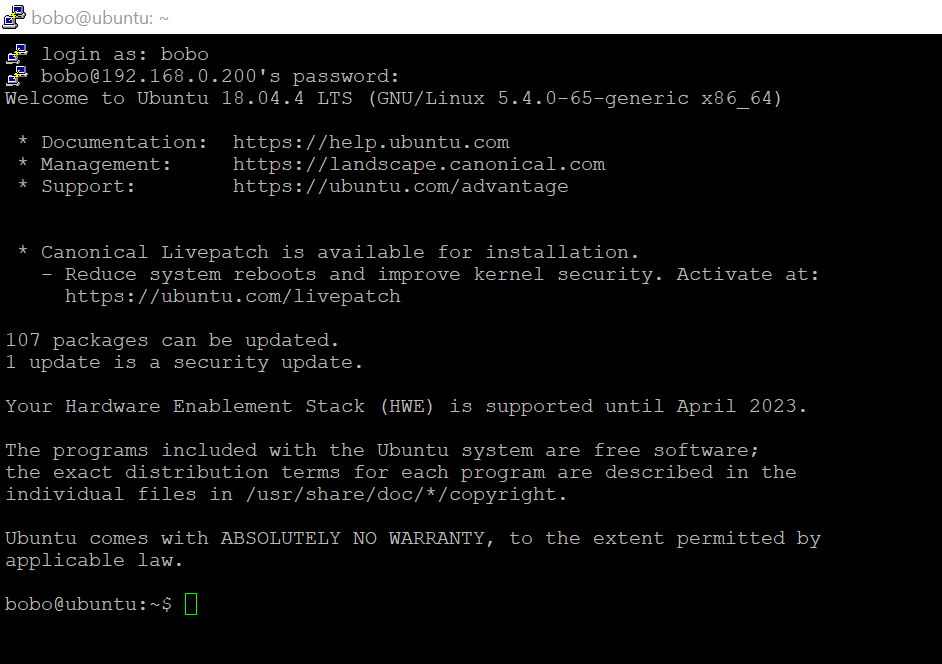 bobo@ubuntu: ~
login as: bobo
bobo@192.168.0.200's password:
Welcome to Ubuntu 18.04.4 LTS (GNU/Linux 5.4.0-65-generic x86_64)
* Documentation:  https://help.ubuntu.com
* Management:     https://landscape.canonical.com
* Support:        https://ubuntu.com/advantage
* Canonical Livepatch is available for installation.
- Reduce system reboots and improve kernel security. Activate at:
https://ubuntu.com/livepatch
107 packages can be updated.
1 update is a security update.
Your Hardware Enablement Stack (HWE) is supported until April 2023.
The programs included with the Ubuntu system are free software;
the exact distribution terms for each program are described in the
individual files in /usr/share/doc/*/copyright.
Ubuntu comes with ABSOLUTELY NO WARRANTY, to the extent permitted by
applicable law.
bobo@ubuntu:~$